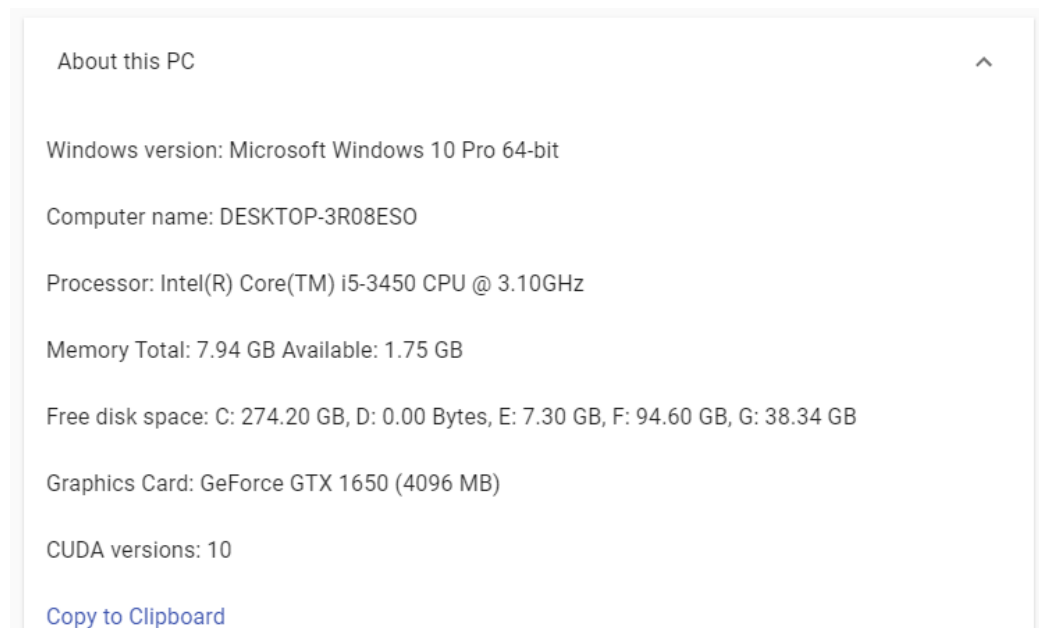 About this PC
Windows version: Microsoft Windows 10 Pro 64-bit
Computer name: DESKTOP-3R08ESO
Processor: Intel(R) Core(TM) i5-3450 CPU @ 3.10GHz
Memory Total: 7.94 GB Available: 1.75 GB
Free disk space: C: 274.20 GB, D: 0.00 Bytes, E: 7.30 GB, F: 94.60 GB, G: 38.34 GB
Graphics Card: GeForce GTX 1650 (4096 MB)
CUDA versions: 10
Copy to Clipboard